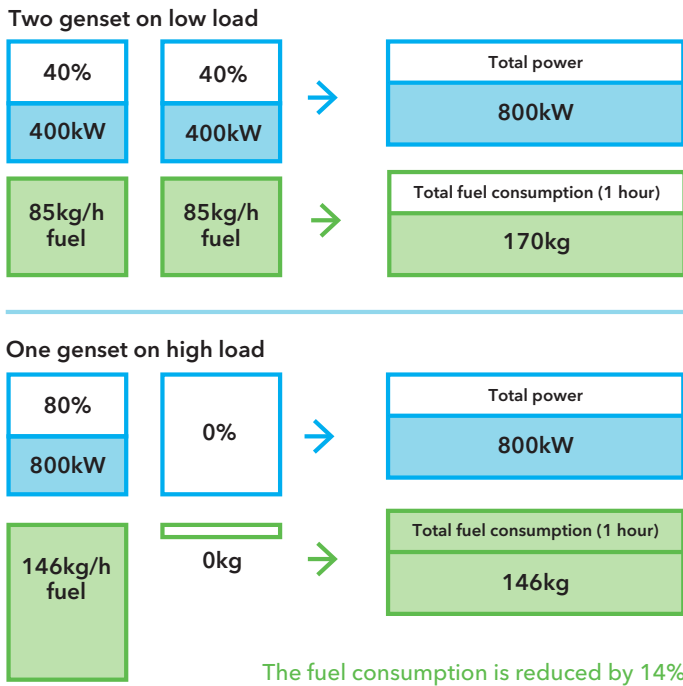 Two genset on low load
40%
40%
Total power
400kW
400kW
800kW
85kg/h
fuel
85kg/h
fuel
Total fuel consumption (1 hour)
170kg
One genset on high load
80%
0%
Total power
800kW
800kW
146kg/h
fuel
0kg
Total fuel consumption (1 hour)
146kg
The fuel consumption is reduced by 14%